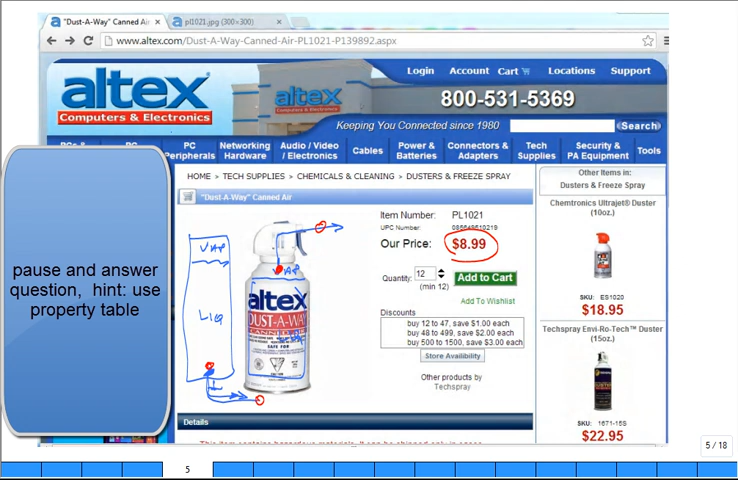 "Dust-A-Way" Canned Air - P ×
pl1021.jpg (300×300) ×
www.altex.com/Dust-A-Way-Canned-Air-PL1021-P139892.aspx
Login Account Cart Locations Support
altex
Computers & Electronics
altex
800-531-5369
Keeping You Connected since 1980
Search
PC
Peripherals
Networking
Hardware
Audio / Video
/ Electronics
Cables
Power &
Batteries
Connectors &
Adapters
Tech
Supplies
Security &
PA Equipment
Tools
HOME > TECH SUPPLIES > CHEMICALS & CLEANING > DUSTERS & FREEZE SPRAY
"Dust-A-Way" Canned Air
pause and answer
question, hint: use
property table
VAP
LIQ
VAP
altex
DUST-A-WAY
Item Number: PL1021
UPC Number:
Our Price: $8.99
Quantity: 12
(min 12)
Add to Cart
Add To Wishlist
Discounts
buy 12 to 47, save $1.00 each
buy 48 to 499, save $2.00 each
buy 500 to 1500, save $3.00 each
Store Availability
Other products by
Techspray
Details
Other Items in:
Dusters & Freeze Spray
Chemtronics Ultrajet® Duster
(10oz.)
SKU: ES1020
$18.95
Techspray Envi-Ro-Tech™ Duster
(15oz.)
SKU: 1671-15S
$22.95
5 / 18
5